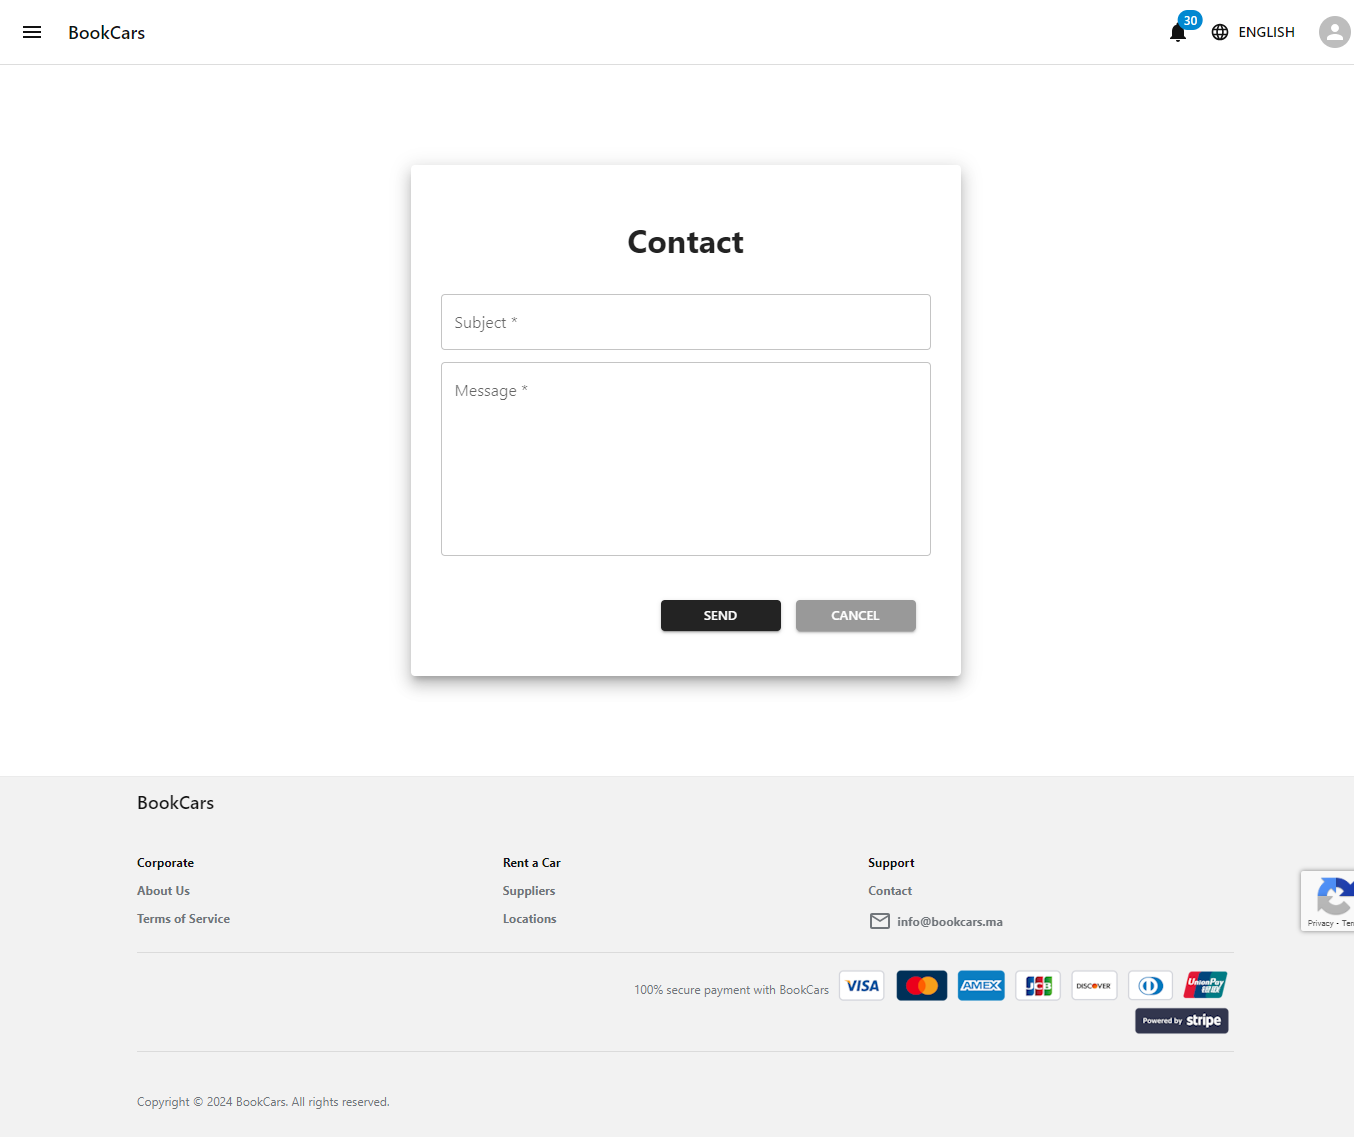 BookCars
30
ENGLISH
Contact
Subject *
Message *
SEND
CANCEL
BookCars
Corporate
About Us
Terms of Service
Rent a Car
Suppliers
Locations
Support
Contact
info@bookcars.ma
Privacy - Ter
100% secure payment with BookCars
VISA
AMEX
JCB
DISCOVER
UnionPay
银联
Powered by stripe
Copyright © 2024 BookCars. All rights reserved.